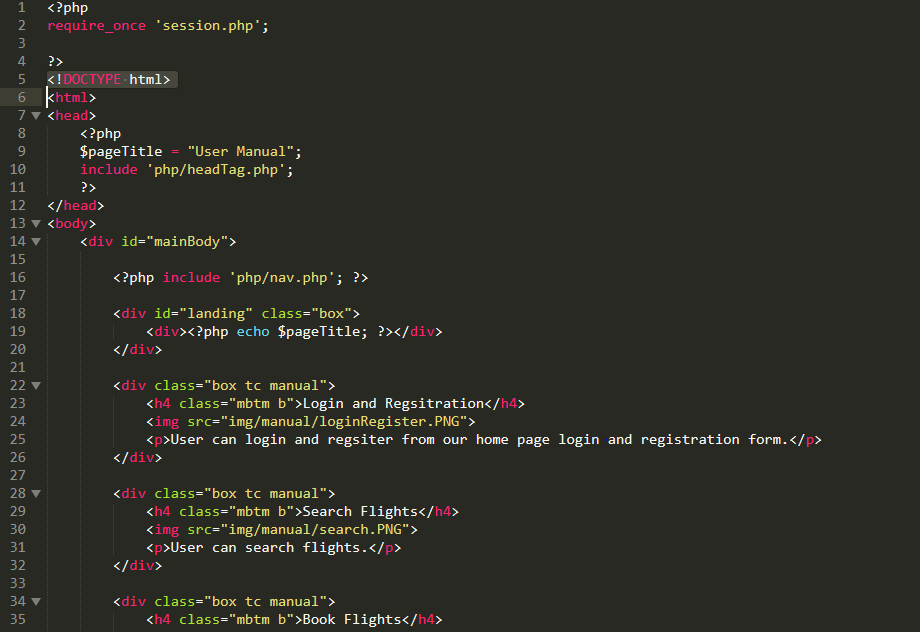 1 <?php
2 require_once 'session.php';
3
4 ?>
5 <!DOCTYPE html>
6 <html>
7 <head>
8 <?php
9 $pageTitle = "User Manual";
10 include 'php/headTag.php';
11 ?>
12 </head>
13 <body>
14 <div id="mainBody">
15
16 <?php include 'php/nav.php'; ?>
17
18 <div id="landing" class="box">
19 <div><?php echo $pageTitle; ?></div>
20 </div>
21
22 <div class="box tc manual">
23 <h4 class="mbtm b">Login and Regsitration</h4>
24 <img src="img/manual/loginRegister.PNG">
25 <p>User can login and regsiter from our home page login and registration form.</p>
26 </div>
27
28 <div class="box tc manual">
29 <h4 class="mbtm b">Search Flights</h4>
30 <img src="img/manual/search.PNG">
31 <p>User can search flights.</p>
32 </div>
33
34 <div class="box tc manual">
35 <h4 class="mbtm b">Book Flights</h4>